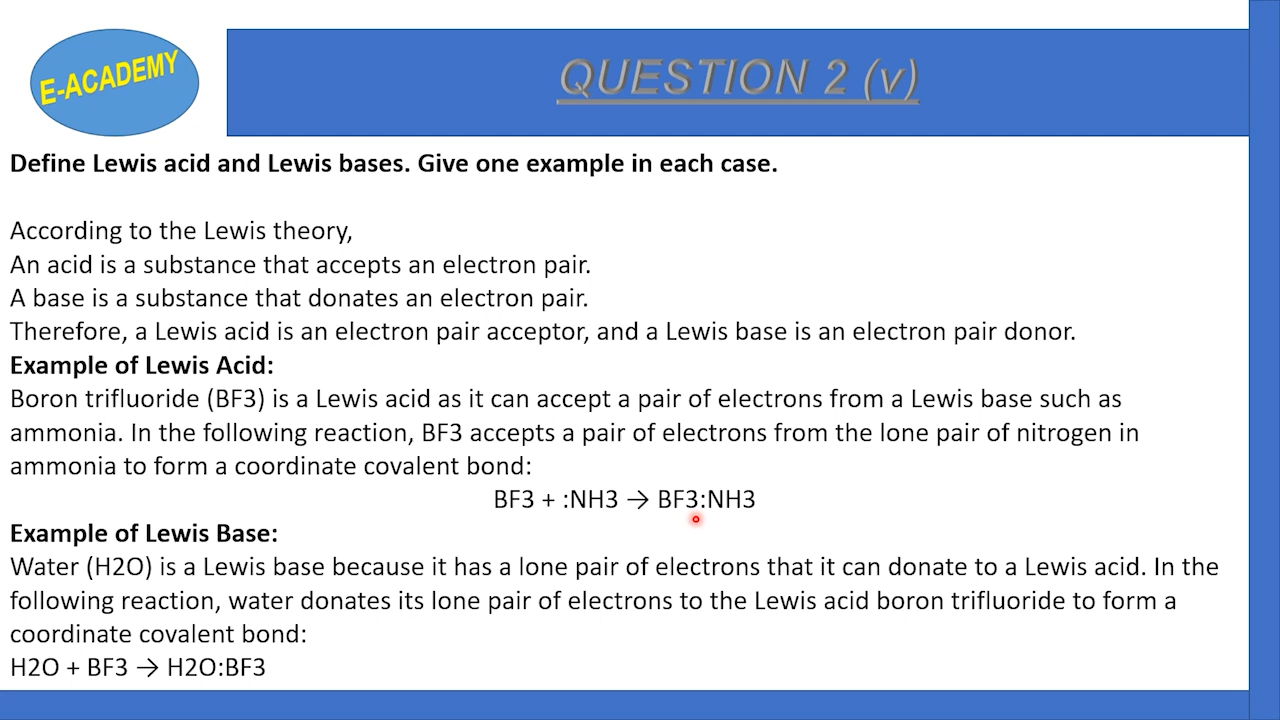 E-ACADEMY
QUESTION 2 (v)
Define Lewis acid and Lewis bases. Give one example in each case.
According to the Lewis theory,
An acid is a substance that accepts an electron pair.
A base is a substance that donates an electron pair.
Therefore, a Lewis acid is an electron pair acceptor, and a Lewis base is an electron pair donor.
Example of Lewis Acid:
Boron trifluoride (BF3) is a Lewis acid as it can accept a pair of electrons from a Lewis base such as
ammonia. In the following reaction, BF3 accepts a pair of electrons from the lone pair of nitrogen in
ammonia to form a coordinate covalent bond:
BF3 + :NH3 → BF3:NH3
Example of Lewis Base:
Water (H2O) is a Lewis base because it has a lone pair of electrons that it can donate to a Lewis acid. In the
following reaction, water donates its lone pair of electrons to the Lewis acid boron trifluoride to form a
coordinate covalent bond:
H2O + BF3 → H2O:BF3